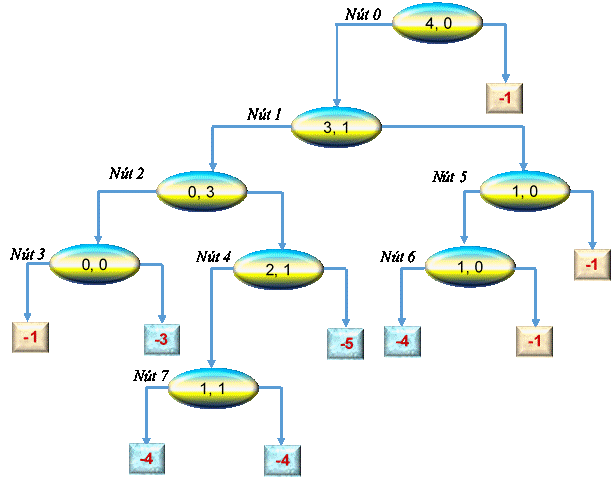 Nút 0
4, 0
-1
Nút 1
3, 1
Nút 2
0, 3
Nút 5
1, 0
Nút 3
0, 0
Nút 4
2, 1
Nút 6
1, 0
-1
-1
-3
-5
-4
-1
Nút 7
1, 1
-4
-4